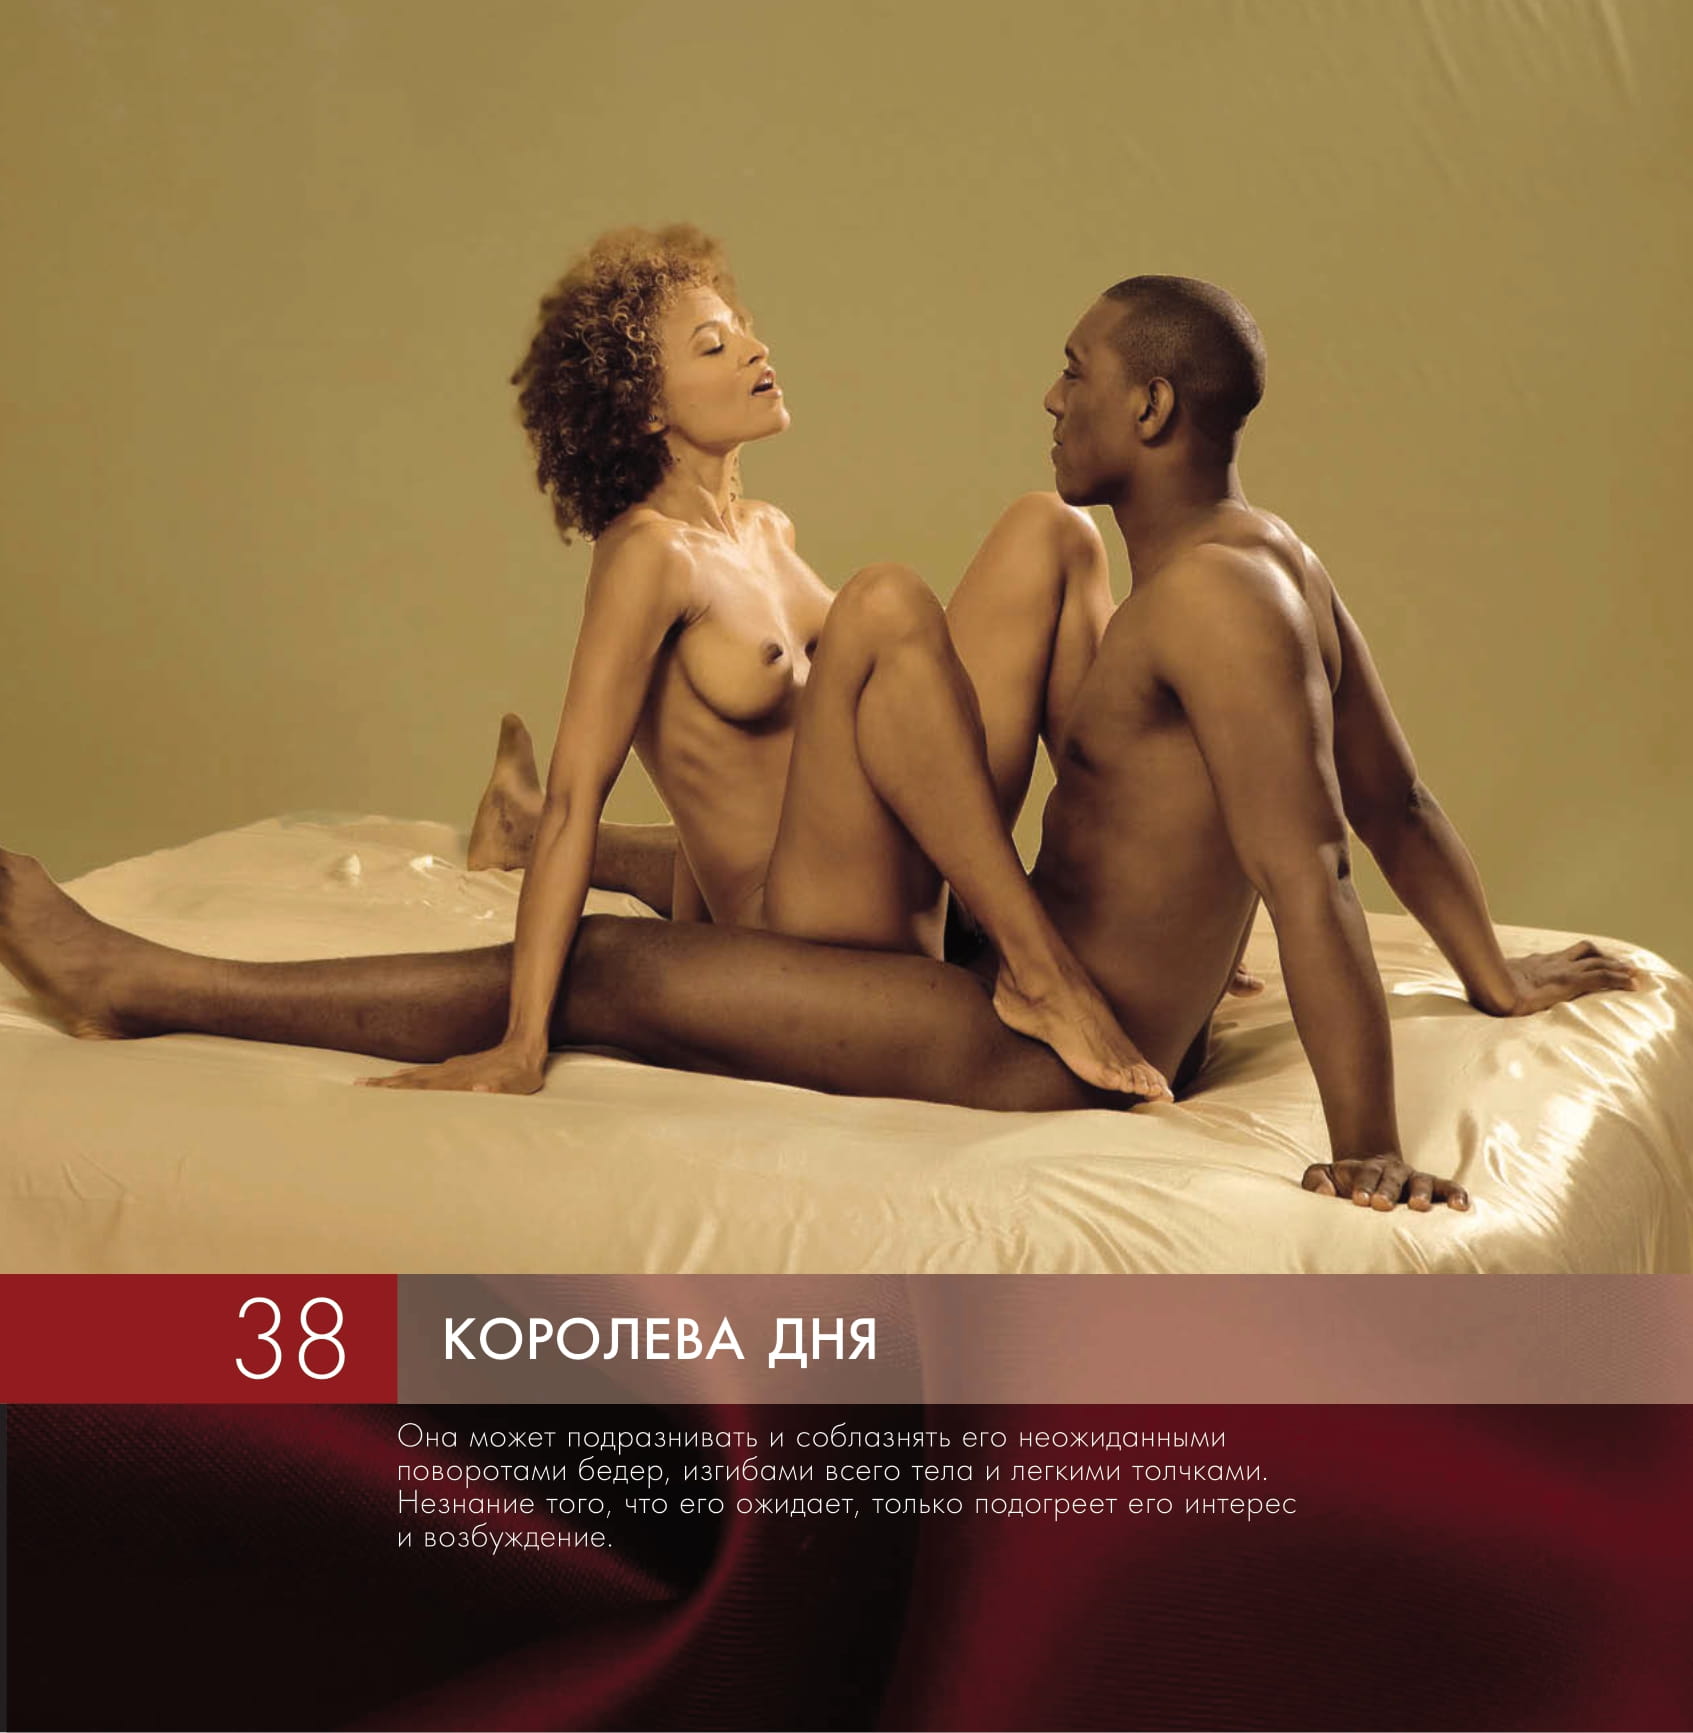 38
КОРОЛЕВА ДНЯ
Она может подразнивать и соблазнять его неожиданными
поворотами бедер, изгибами всего тела и легкими толчками.
Незнание того, что его ожидает, только подогреет его интерес
и возбуждение.